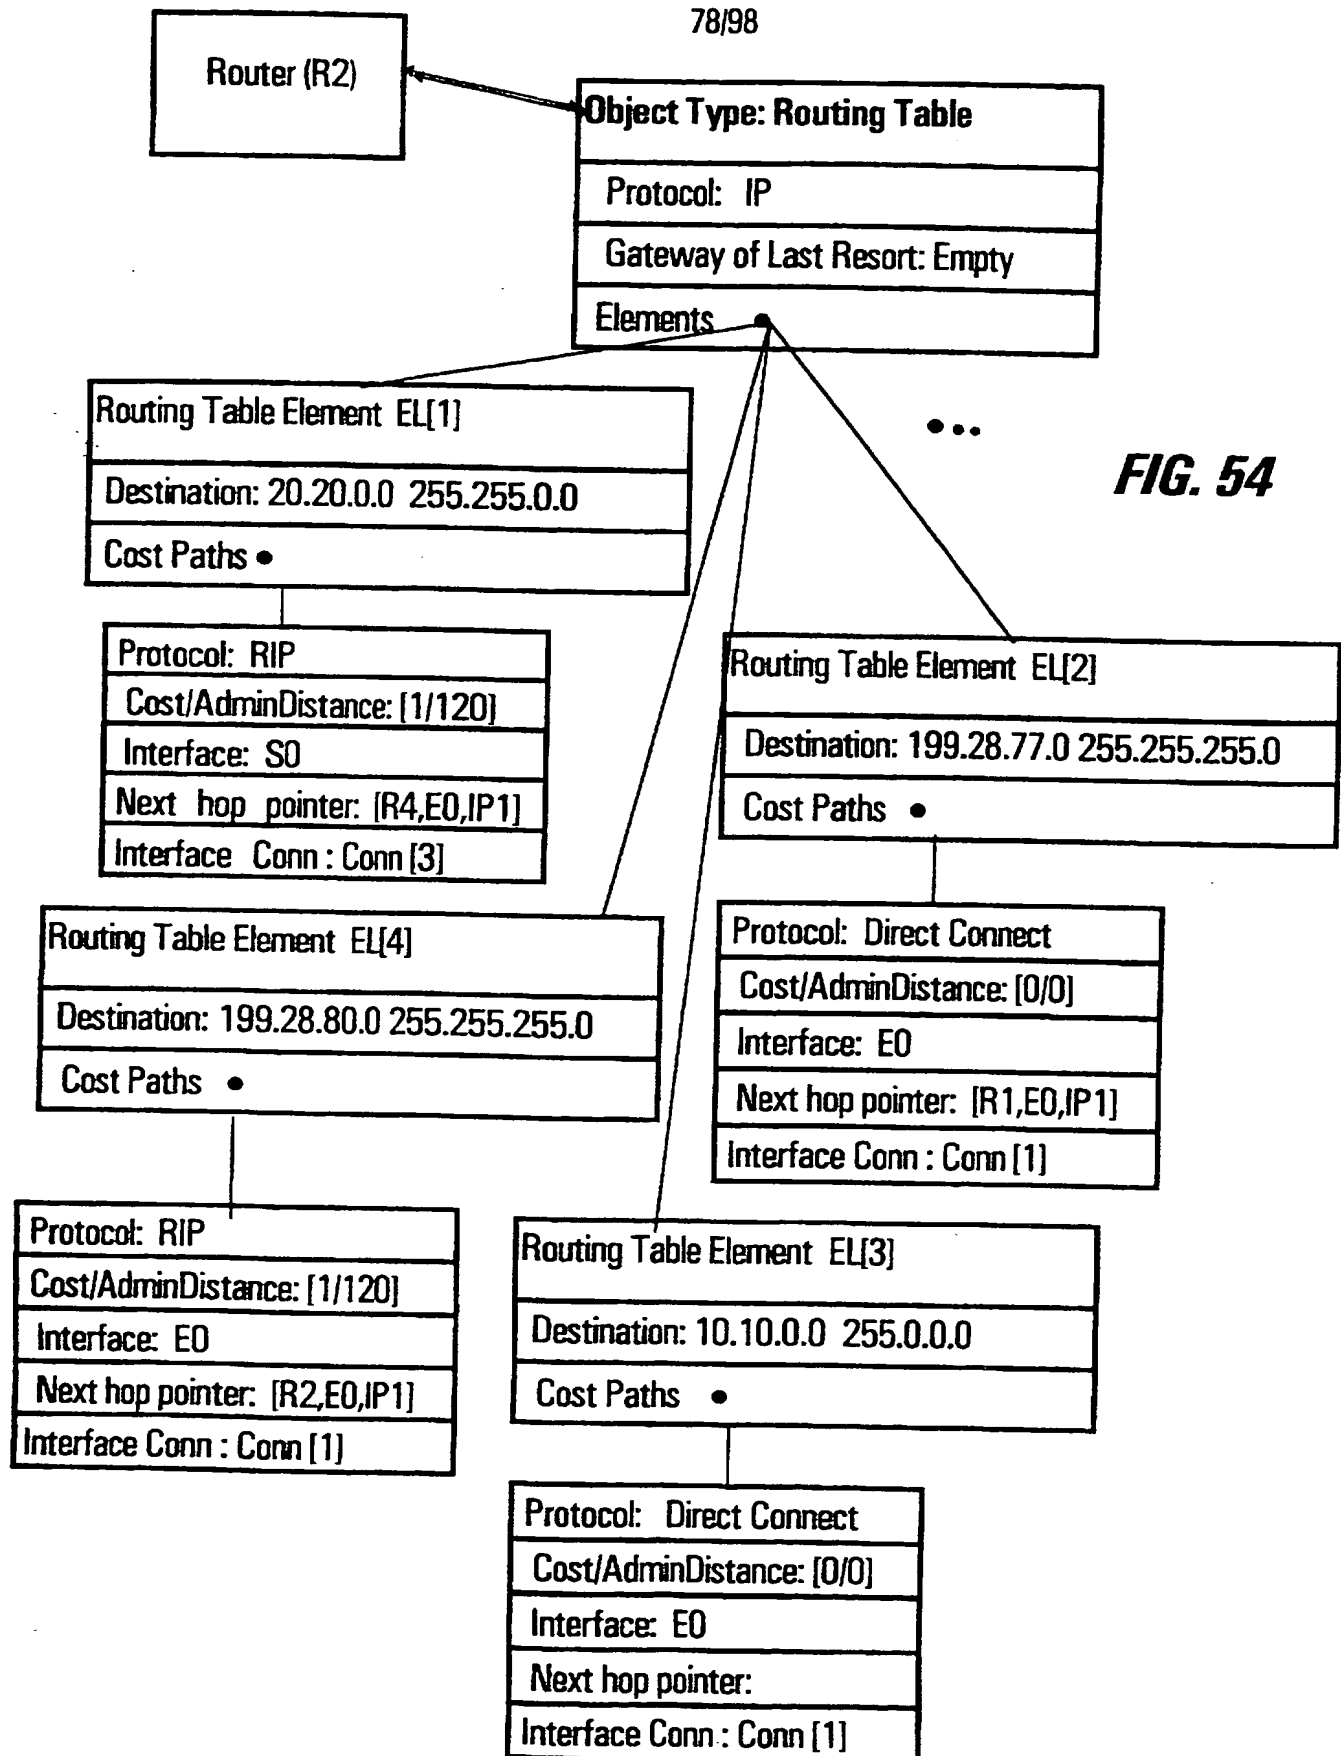 78/98
Router (R2)
Object Type: Routing Table
Protocol: IP
Gateway of Last Resort: Empty
Elements
Routing Table Element EL[1]
Destination: 20.20.0.0 255.255.0.0
Cost Paths
FIG. 54
Protocol: RIP
Cost/AdminDistance: [1/120]
Interface: S0
Next hop pointer: [R4,E0,IP1]
Interface Conn : Conn [3]
Routing Table Element EL[2]
Destination: 199.28.77.0 255.255.255.0
Cost Paths
Protocol: Direct Connect
Cost/AdminDistance: [0/0]
Interface: E0
Next hop pointer: [R1,E0,IP1]
Interface Conn : Conn [1]
Routing Table Element EL[4]
Destination: 199.28.80.0 255.255.255.0
Cost Paths
Protocol: RIP
Cost/AdminDistance: [1/120]
Interface: E0
Next hop pointer: [R2,E0,IP1]
Interface Conn : Conn [1]
Routing Table Element EL[3]
Destination: 10.10.0.0 255.0.0.0
Cost Paths
Protocol: Direct Connect
Cost/AdminDistance: [0/0]
Interface: E0
Next hop pointer:
Interface Conn : Conn [1]